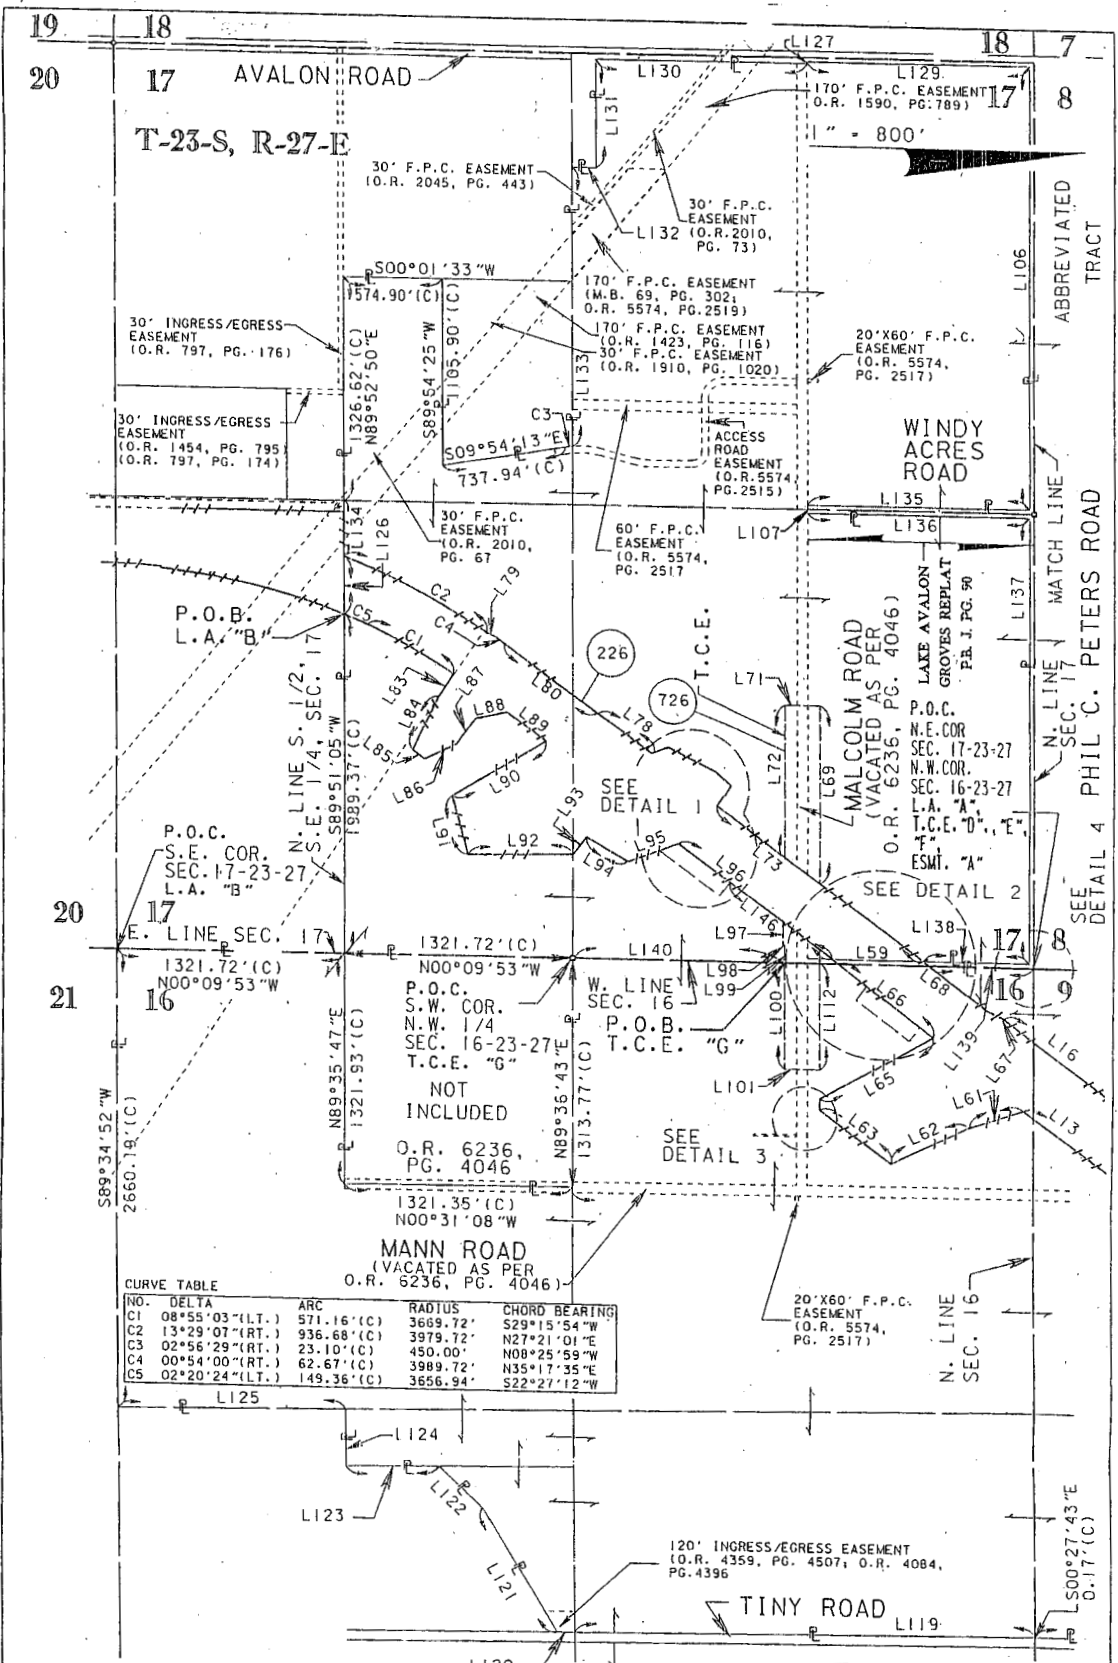 19
18
L127
18
7
20
17
AVALON ROAD
L130
L129
170' F.P.C. EASEMENT
O.R. 1590, PG.789)
17
8
T-23-S, R-27-E
L131
1" = 800'
30' F.P.C. EASEMENT
(O.R. 2045, PG. 443)
30' F.P.C.
EASEMENT
(O.R.2010,
PG. 73)
L132
ABBREVIATED
TRACT
L106
S00°01'33"W
574.90'(C)
170' F.P.C. EASEMENT
(M.B. 69, PG. 302;
O.R. 5574, PG.2519)
170' F.P.C. EASEMENT
(O.R. 1423, PG. 116)
30' F.P.C. EASEMENT
(O.R. 1910, PG. 1020)
30' INGRESS/EGRESS
EASEMENT
(O.R. 797, PG. 176)
1326.62'(C)
N89°52'50"E
S89°54'25"W
1105.90'(C)
L133
20'X60' F.P.C.
EASEMENT
(O.R. 5574,
PG. 2517)
30' INGRESS/EGRESS
EASEMENT
(O.R. 1454, PG. 795)
(O.R. 797, PG. 174)
C3
S09°54'13"E
737.94'(C)
ACCESS
ROAD
EASEMENT
(O.R.5574
PG.2515)
WINDY
ACRES
ROAD
L135
L136
L107
L134
L126
30' F.P.C.
EASEMENT
(O.R. 2010,
PG. 67
60' F.P.C.
EASEMENT
(O.R. 5574,
PG. 2517
L79
C2
C4
C5
C1
P.O.B.
L.A. "B"
MATCH LINE
PHIL C. PETERS ROAD
L137
LAKE AVALON
GROVES REPLAT
P.B. J, PG. 90
N. LINE
SEC. 17
226
T.C.E.
726
L71
L83
L84
L85
L86
L87
L88
L89
L80
L78
L90
L91
L92
L93
L94
L95
L96
L72
L69
L73
MALCOLM ROAD
(VACATED AS PER
O.R. 6236, PG. 4046)
P.O.C.
N.E.COR
SEC. 17-23-27
N.W.COR.
SEC. 16-23-27
L.A. "A",
T.C.E. "D", "E",
"F",
ESMT. "A"
N. LINE S. 1/2,
S.E. 1/4, SEC. 17
S89°51'05"W
1989.37'(C)
SEE
DETAIL 1
SEE DETAIL 2
SEE
DETAIL 4
P.O.C.
S.E. COR.
SEC.17-23-27
L.A. "B"
20
17
E. LINE SEC. 17
1321.72'(C)
N00°09'53"W
1321.72'(C)
N00°09'53"W
L140
L146
L97
L98
L99
L138
L59
L68
17
8
21
16
16
9
P.O.C.
S.W. COR.
N.W. 1/4
SEC. 16-23-27
T.C.E. "G"
W. LINE
SEC. 16
P.O.B.
T.C.E. "G"
L100
L112
L66
L139
L67
L16
L101
L65
L61
L13
L63
L62
N89°35'47"E
1321.93'(C)
NOT
INCLUDED
O.R. 6236,
PG. 4046
N89°36'43"E
1313.77'(C)
SEE
DETAIL 3
S89°34'52"W
2660.19'(C)
1321.35'(C)
N00°31'08"W
MANN ROAD
(VACATED AS PER
O.R. 6236, PG. 4046)
20'X60' F.P.C.
EASEMENT
(O.R. 5574,
PG. 2517)
N. LINE
SEC. 16
CURVE TABLE
NO. DELTA ARC RADIUS CHORD BEARING
C1 08°55'03"(LT.) 571.16'(C) 3669.72' S29°15'54"W
C2 13°29'07"(RT.) 936.68'(C) 3979.72' N27°21'01"E
C3 02°56'29"(RT.) 23.10'(C) 450.00' N08°25'59"W
C4 00°54'00"(RT.) 62.67'(C) 3989.72' N35°17'35"E
C5 02°20'24"(LT.) 149.36'(C) 3656.94' S22°27'12"W
L125
L124
L123
L122
L121
120' INGRESS/EGRESS EASEMENT
(O.R. 4359, PG. 4507; O.R. 4084,
PG.4396
TINY ROAD
L119
S00°27'43"E
0.17'(C)